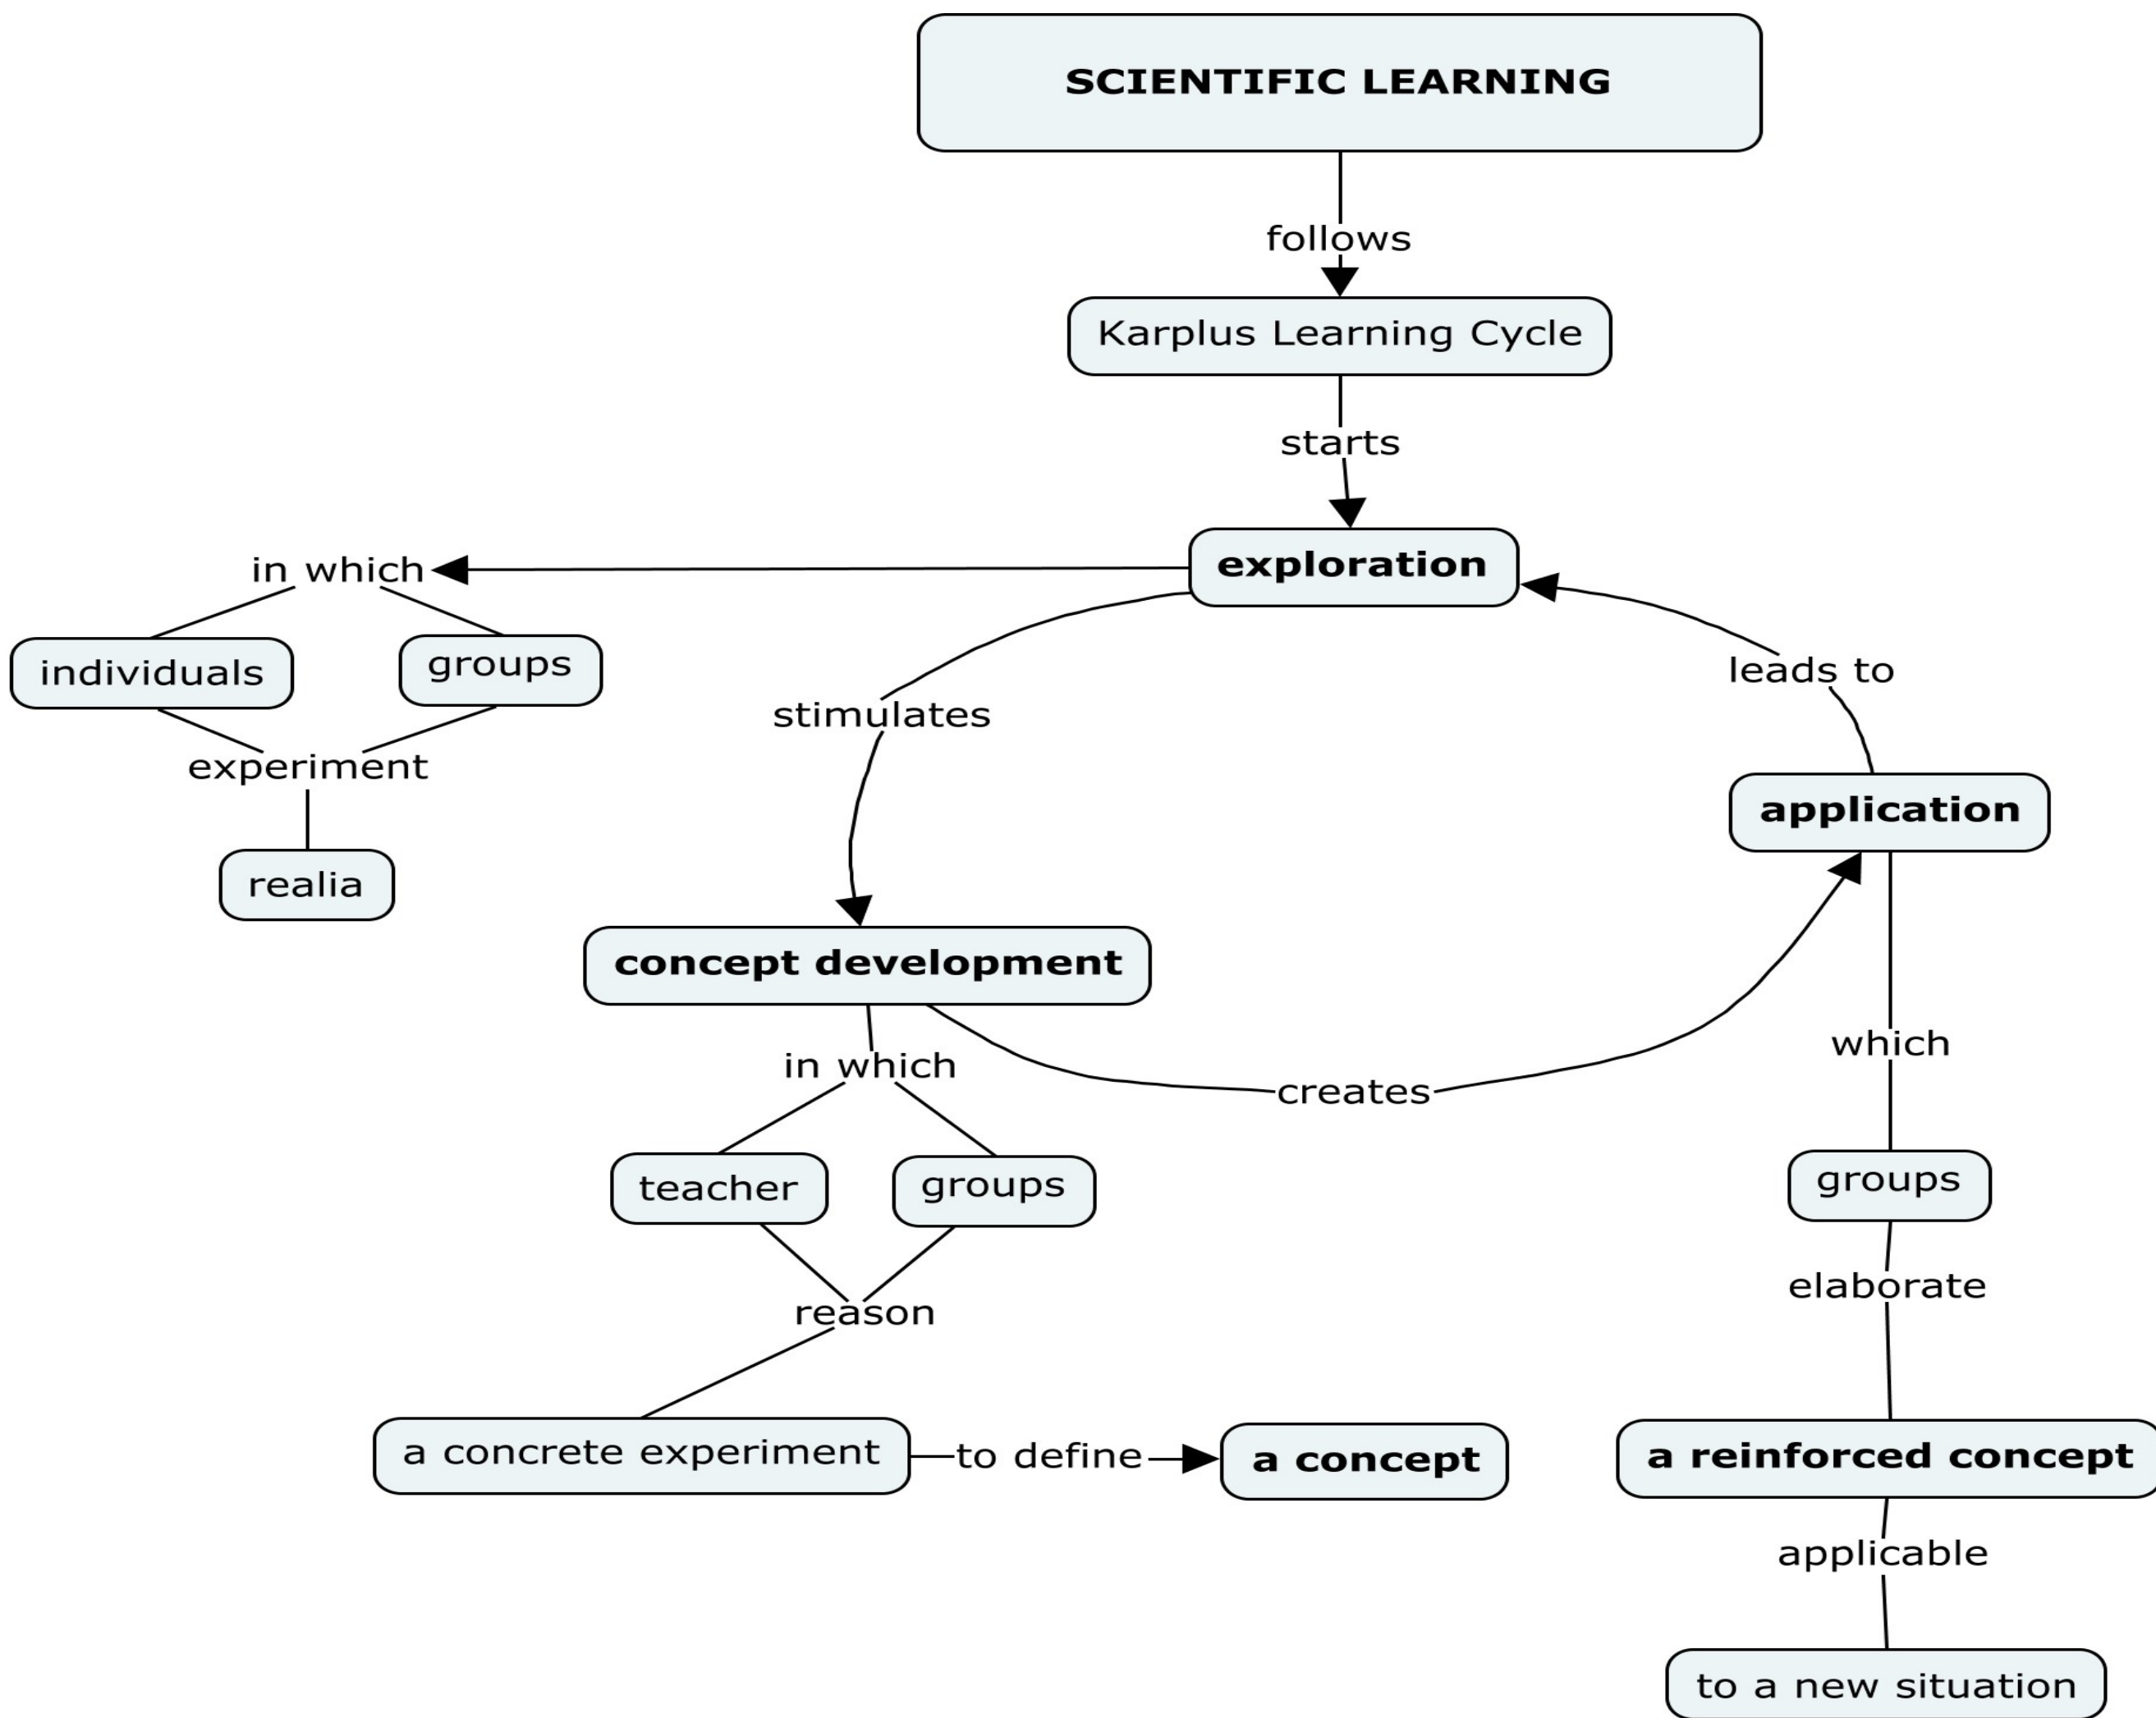 SCIENTIFIC LEARNING
follows
Karplus Learning Cycle
starts
exploration
in which
individuals
groups
experiment
realia
stimulates
leads to
application
concept development
in which
creates
which
teacher
groups
groups
reason
elaborate
a concrete experiment
to define
a concept
a reinforced concept
applicable
to a new situation